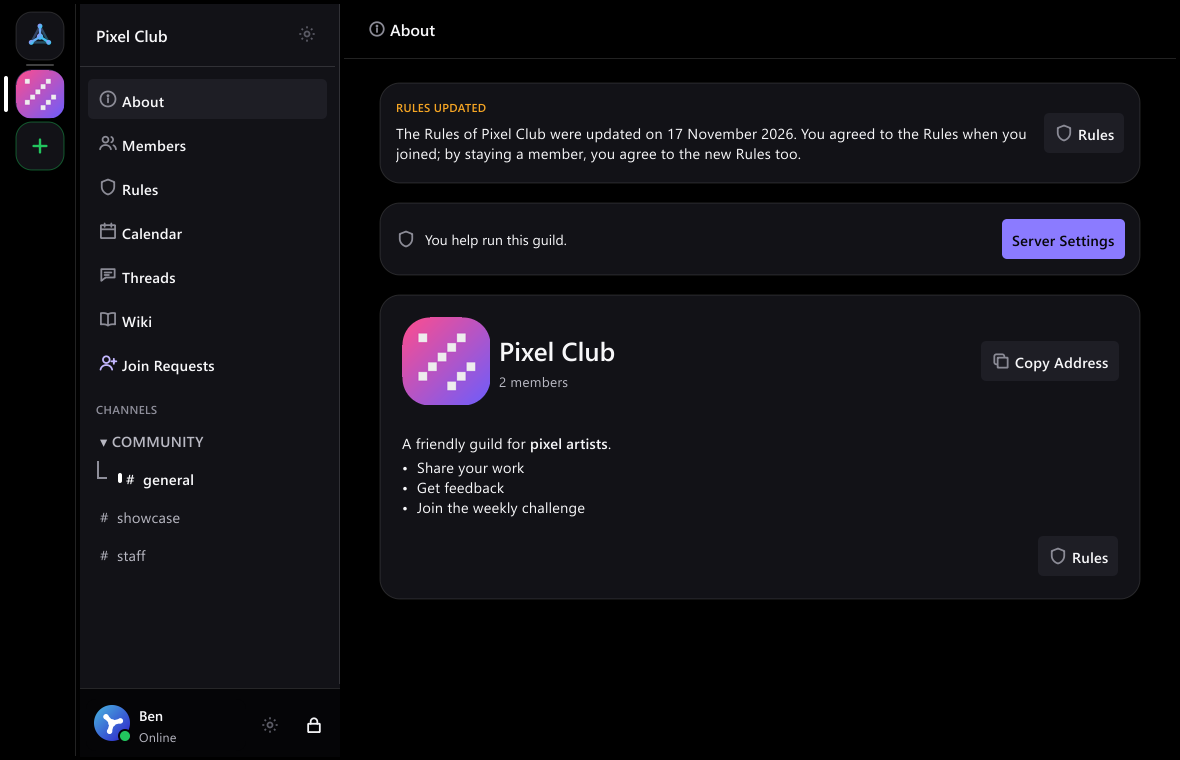 Pixel Club
About
Members
Rules
Calendar
Threads
Wiki
Join Requests
CHANNELS
▾ COMMUNITY
# general
# showcase
# staff
Ben
Online
About
RULES UPDATED
The Rules of Pixel Club were updated on 17 November 2026. You agreed to the Rules when you
joined; by staying a member, you agree to the new Rules too.
Rules
You help run this guild.
Server Settings
Pixel Club
2 members
Copy Address
A friendly guild for pixel artists.
• Share your work
• Get feedback
• Join the weekly challenge
Rules